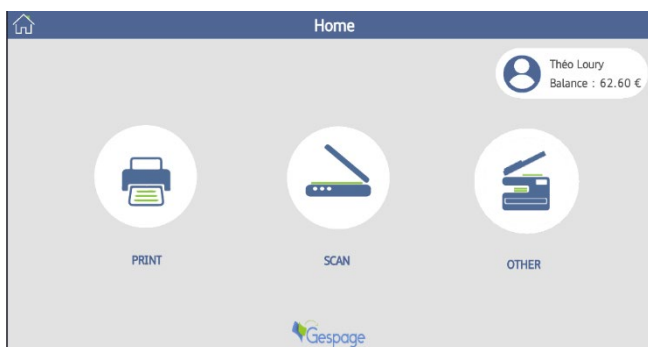 Home
Théo Loury
Balance : 62.60 €
PRINT
SCAN
OTHER
Gespage